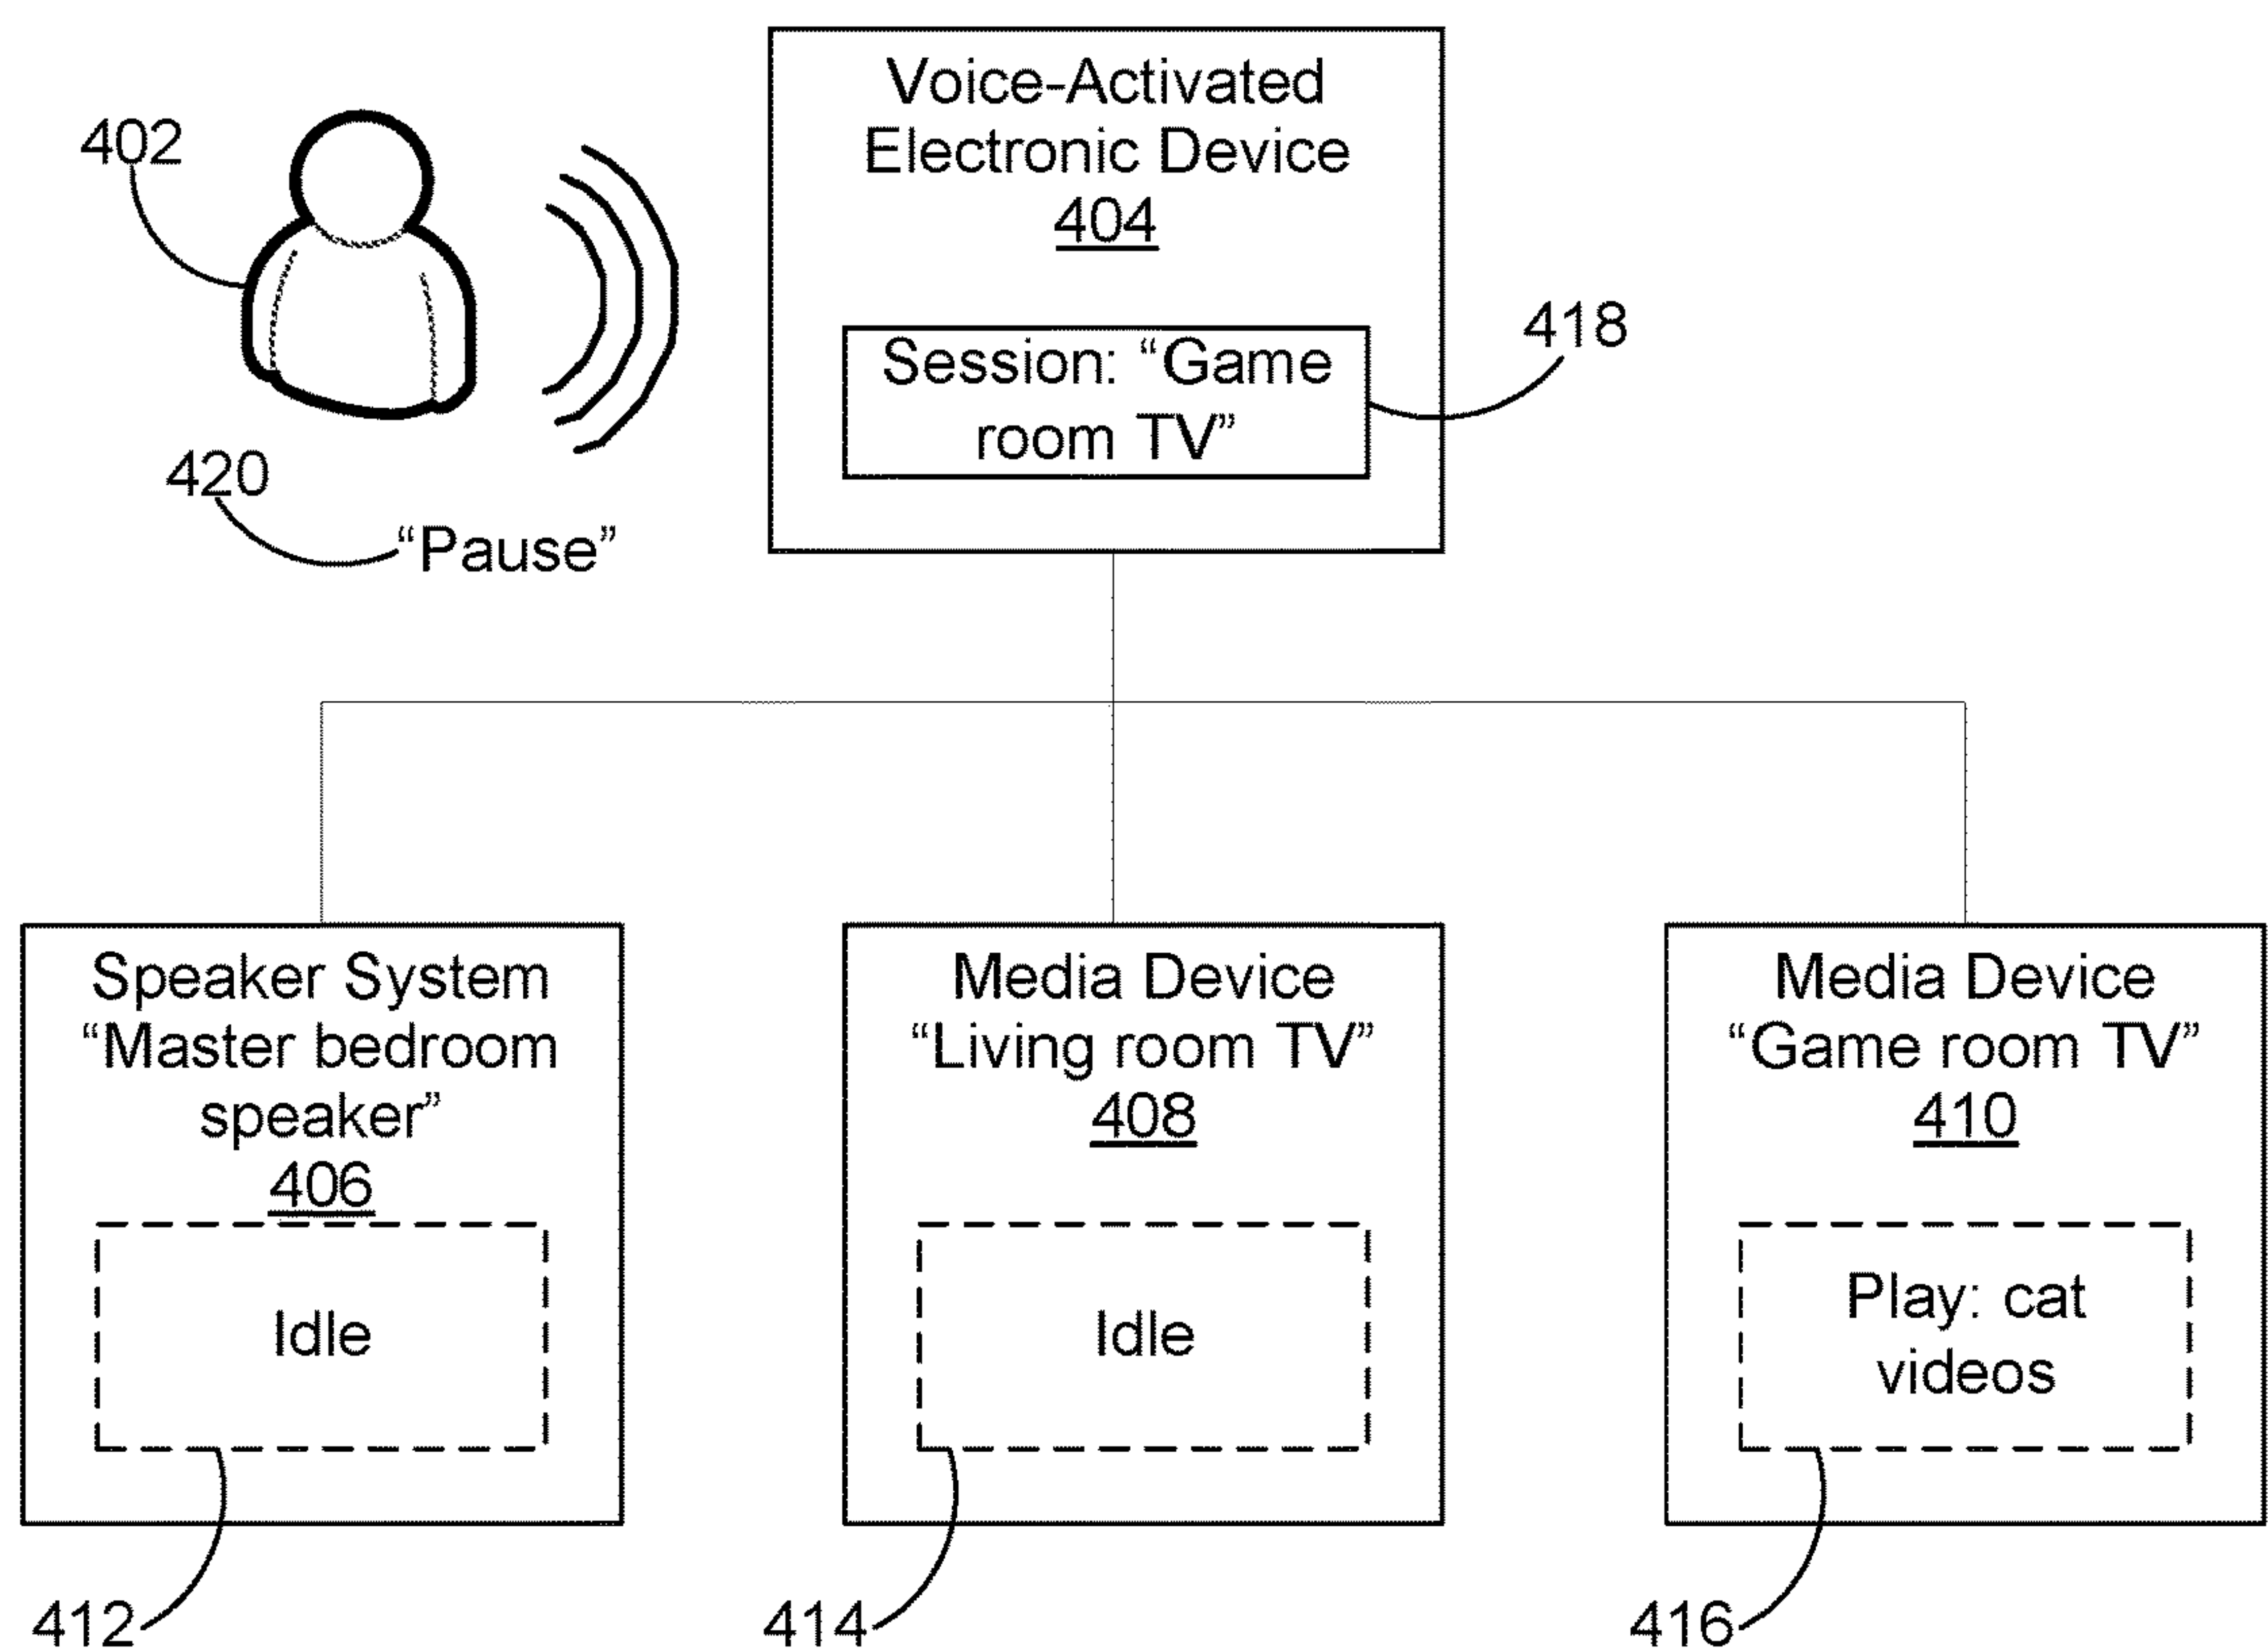 402
420
“Pause”
Voice-Activated
Electronic Device
404
Session: “Game
room TV”
418
Speaker System
“Master bedroom
speaker”
406
Idle
412
Media Device
“Living room TV”
408
Idle
414
Media Device
“Game room TV”
410
Play: cat
videos
416